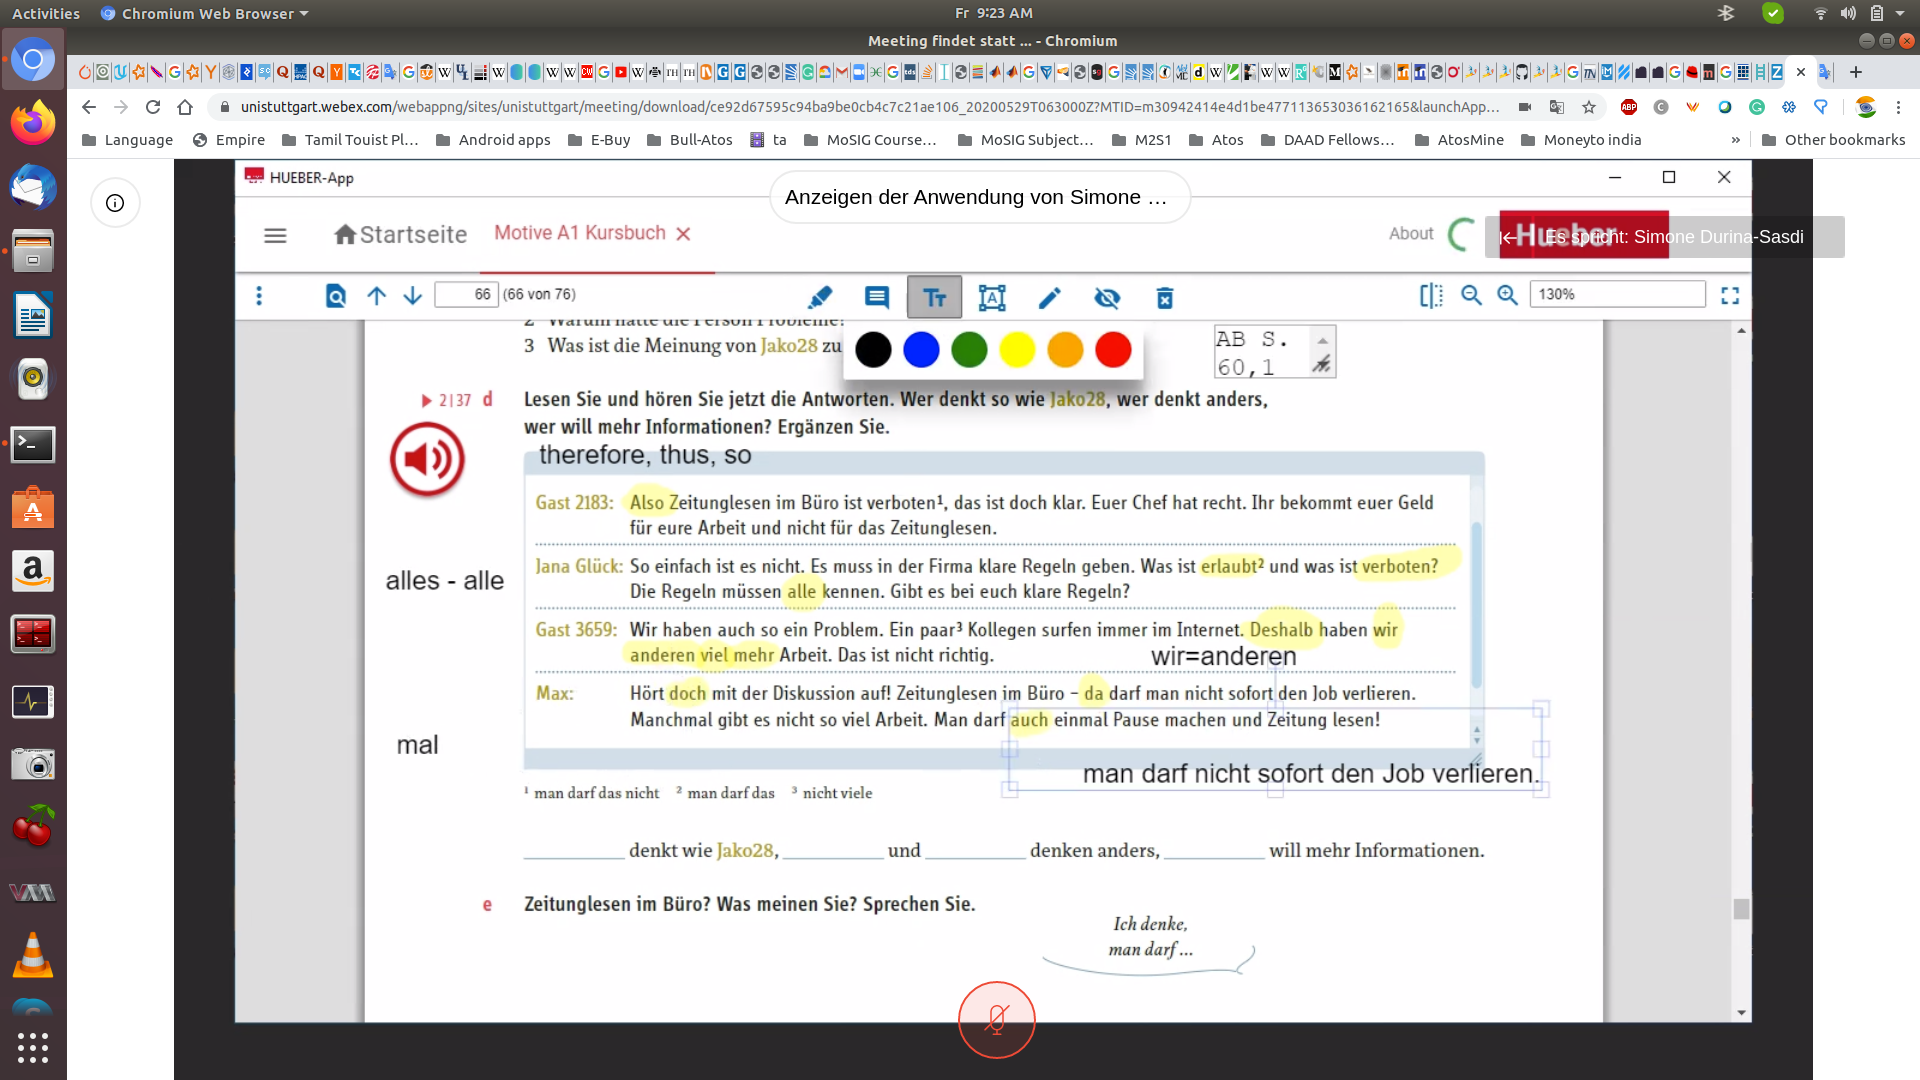 Activities Chromium Web Browser Fr 9:23 AM
Meeting findet statt ... - Chromium
unistuttgart.webex.com/webappng/sites/unistuttgart/meeting/download/ce92d67595c94ba9be0cb4c7c21ae106_20200529T063000Z?MTID=m30942414e4d1be477113653036162165&launchApp...
Language Empire Tamil Touist Pl... Android apps E-Buy Bull-Atos ta MoSIG Course... MoSIG Subject... M2S1 Atos DAAD Fellows... AtosMine Moneyto india » Other bookmarks
HUEBER-App
Anzeigen der Anwendung von Simone ...
Startseite Motive A1 Kursbuch About Hueber
Es spricht: Simone Durina-Sasdi
66 (66 von 76) 130%
2 Warum hatte die Person Probleme?
3 Was ist die Meinung von Jako28 zu
AB S.
60,1
2|37 d Lesen Sie und hören Sie jetzt die Antworten. Wer denkt so wie Jako28, wer denkt anders,
wer will mehr Informationen? Ergänzen Sie.
therefore, thus, so
Gast 2183: Also Zeitunglesen im Büro ist verboten¹, das ist doch klar. Euer Chef hat recht. Ihr bekommt euer Geld
für eure Arbeit und nicht für das Zeitunglesen.
Jana Glück: So einfach ist es nicht. Es muss in der Firma klare Regeln geben. Was ist erlaubt² und was ist verboten?
alles - alle
Die Regeln müssen alle kennen. Gibt es bei euch klare Regeln?
Gast 3659: Wir haben auch so ein Problem. Ein paar³ Kollegen surfen immer im Internet. Deshalb haben wir
anderen viel mehr Arbeit. Das ist nicht richtig.
wir=anderen
Max: Hört doch mit der Diskussion auf! Zeitunglesen im Büro – da darf man nicht sofort den Job verlieren.
Manchmal gibt es nicht so viel Arbeit. Man darf auch einmal Pause machen und Zeitung lesen!
mal
man darf nicht sofort den Job verlieren.
¹ man darf das nicht ² man darf das ³ nicht viele
__________ denkt wie Jako28, __________ und __________ denken anders, __________ will mehr Informationen.
e Zeitunglesen im Büro? Was meinen Sie? Sprechen Sie.
Ich denke,
man darf ...